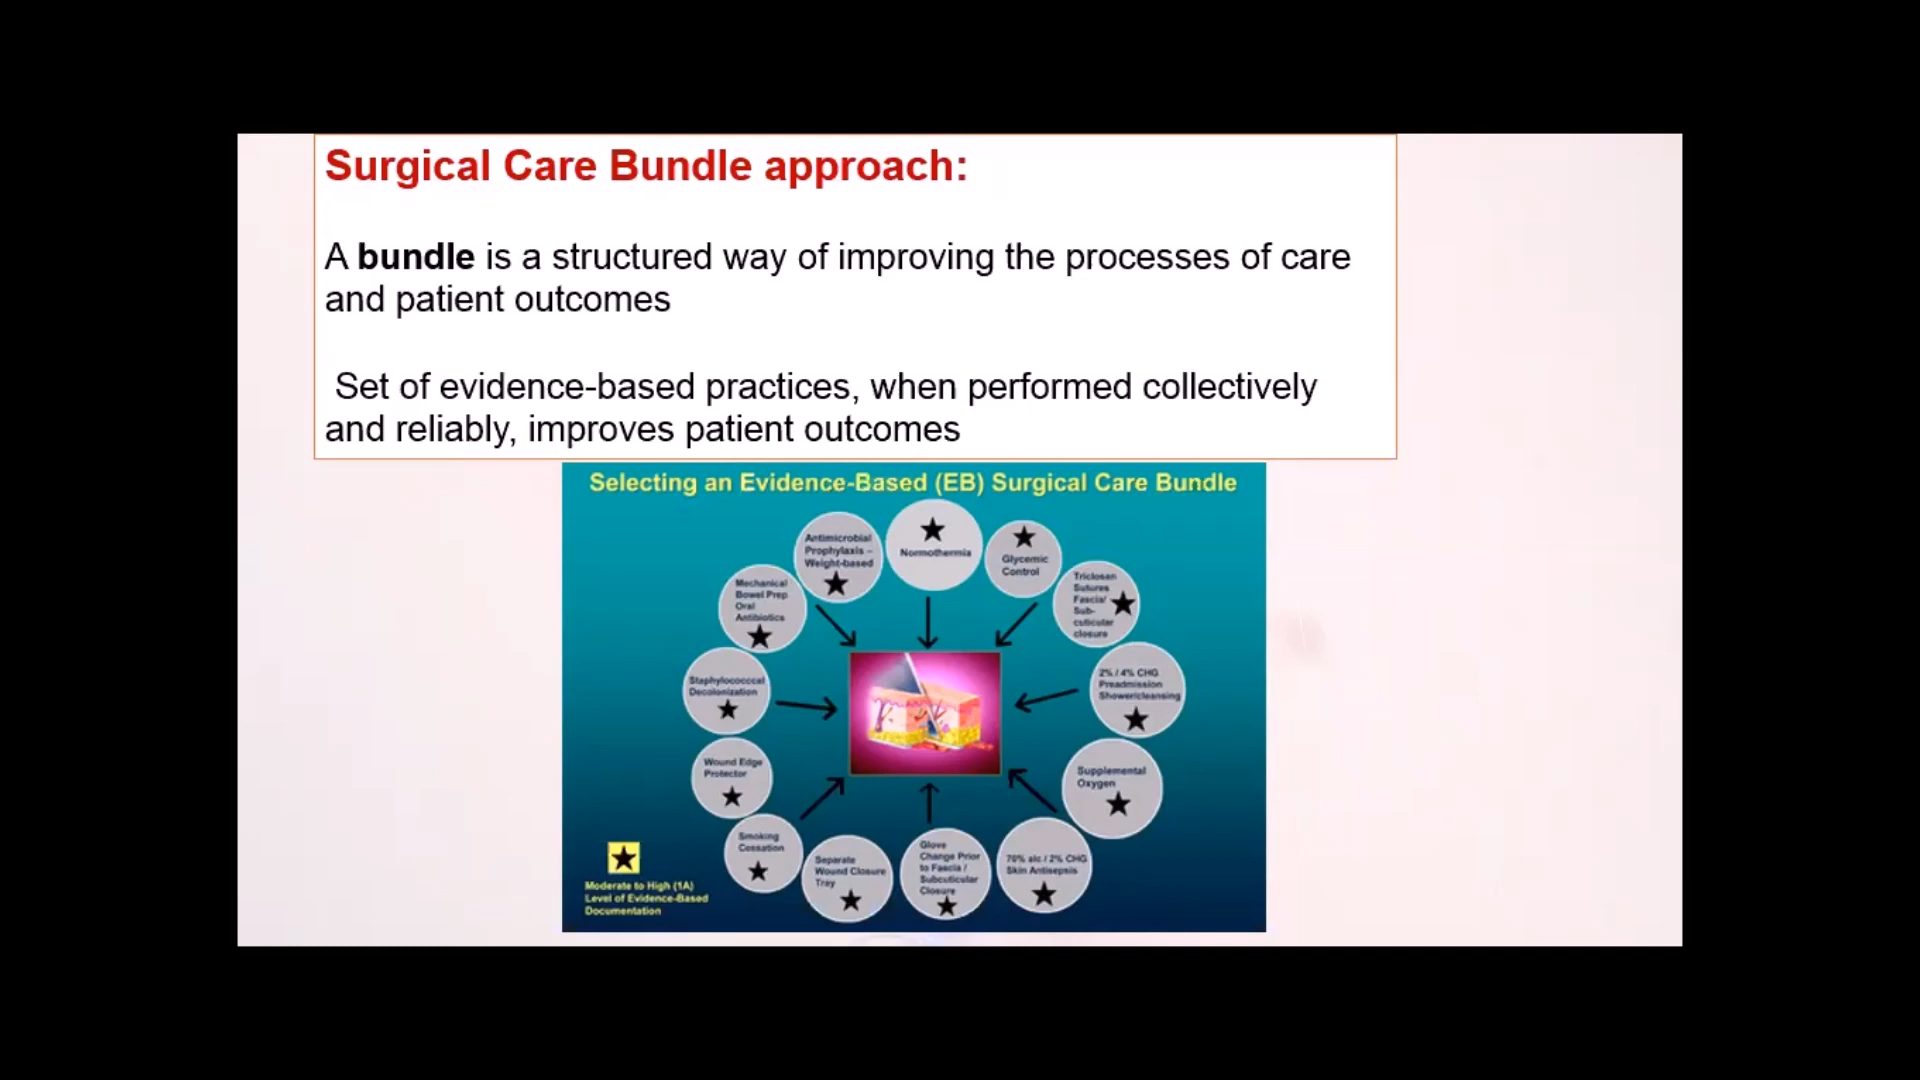 Surgical Care Bundle approach:
A bundle is a structured way of improving the processes of care
and patient outcomes
Set of evidence-based practices, when performed collectively
and reliably, improves patient outcomes
Selecting an Evidence-Based (EB) Surgical Care Bundle
Normothermia
Glycemic
Control
Triclosan
Sutures
Fascia/
Sub-
cuticular
closure
2% / 4% CHG
Preadmission
Shower/cleansing
Supplemental
Oxygen
70% alc / 2% CHG
Skin Antisepsis
Glove
Change Prior
to Fascia /
Subcuticular
Closure
Separate
Wound Closure
Tray
Smoking
Cessation
Wound Edge
Protector
Staphylococccal
Decolonization
Mechanical
Bowel Prep
Oral
Antibiotics
Antimicrobial
Prophylaxis –
Weight-based
Moderate to High (1A)
Level of Evidence-Based
Documentation